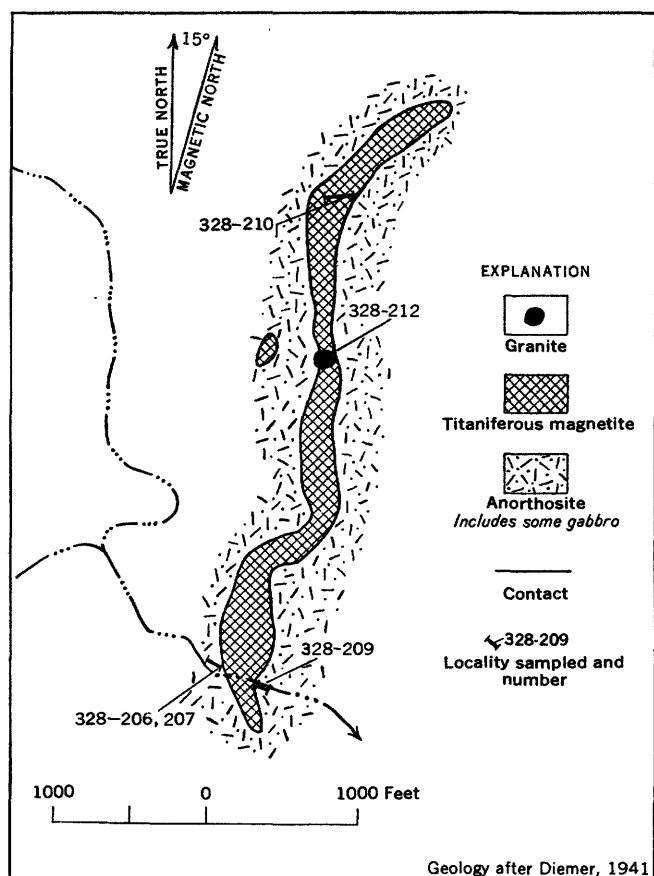 TRUE NORTH
15°
MAGNETIC NORTH
328-210
328-212
328-209
328-206, 207
EXPLANATION
Granite
Titaniferous magnetite
Anorthosite
Includes some gabbro
Contact
328-209
Locality sampled and
number
1000 0 1000 Feet
Geology after Diemer, 1941